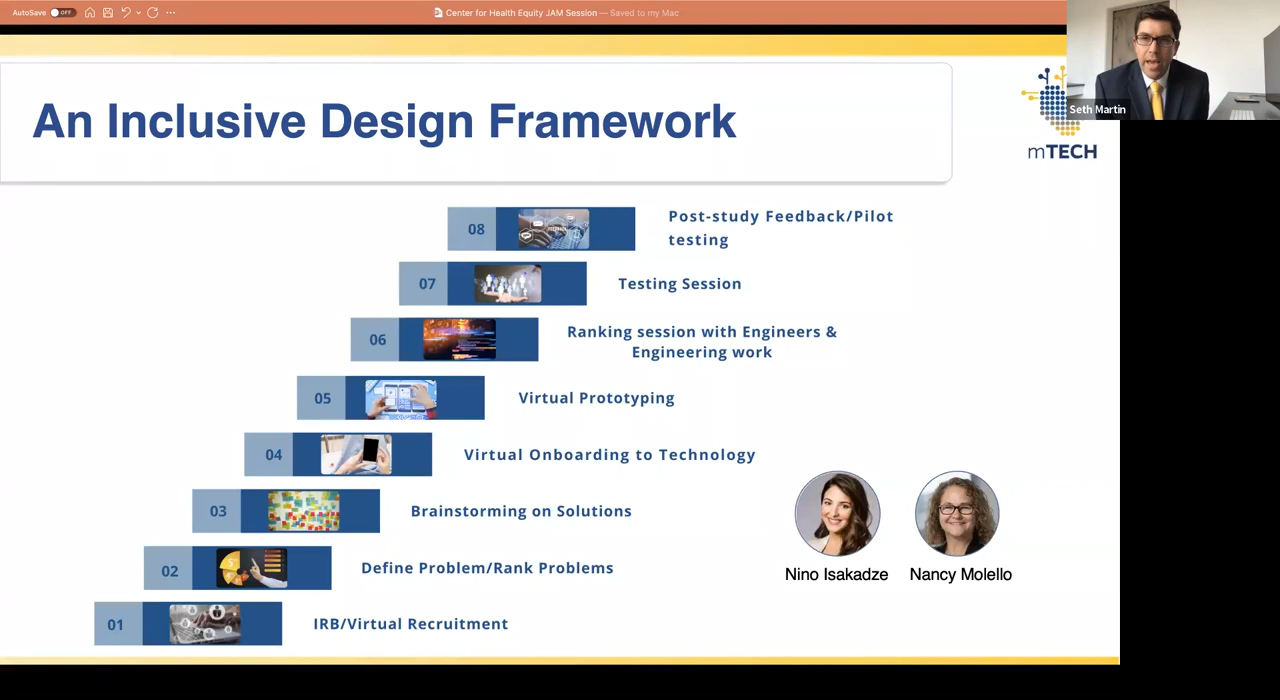 AutoSave OFF
Center for Health Equity JAM Session — Saved to my Mac
Seth Martin
An Inclusive Design Framework
mTECH
08
Post-study Feedback/Pilot
testing
07
Testing Session
06
Ranking session with Engineers &
Engineering work
05
Virtual Prototyping
04
Virtual Onboarding to Technology
03
Brainstorming on Solutions
02
Define Problem/Rank Problems
01
IRB/Virtual Recruitment
Nino Isakadze
Nancy Molello